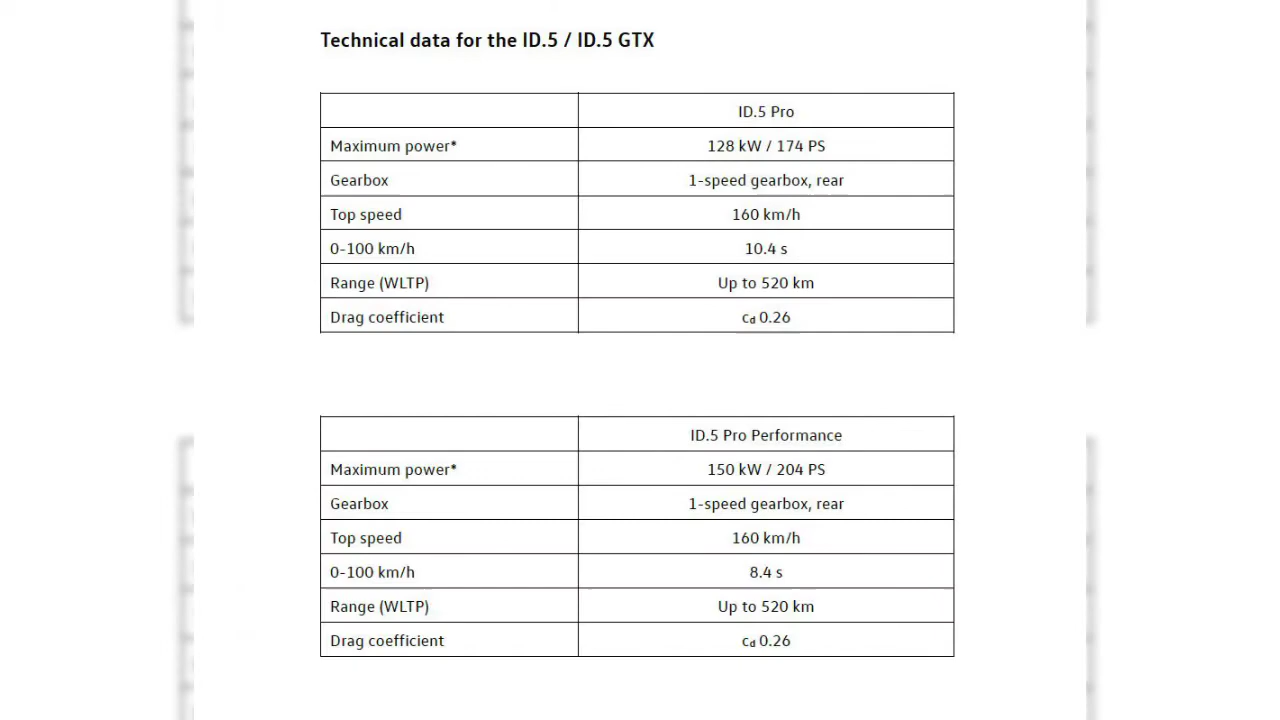 Technical data for the ID.5 / ID.5 GTX
ID.5 Pro
Maximum power* 128 kW / 174 PS
Gearbox 1-speed gearbox, rear
Top speed 160 km/h
0-100 km/h 10.4 s
Range (WLTP) Up to 520 km
Drag coefficient cd 0.26
ID.5 Pro Performance
Maximum power* 150 kW / 204 PS
Gearbox 1-speed gearbox, rear
Top speed 160 km/h
0-100 km/h 8.4 s
Range (WLTP) Up to 520 km
Drag coefficient cd 0.26